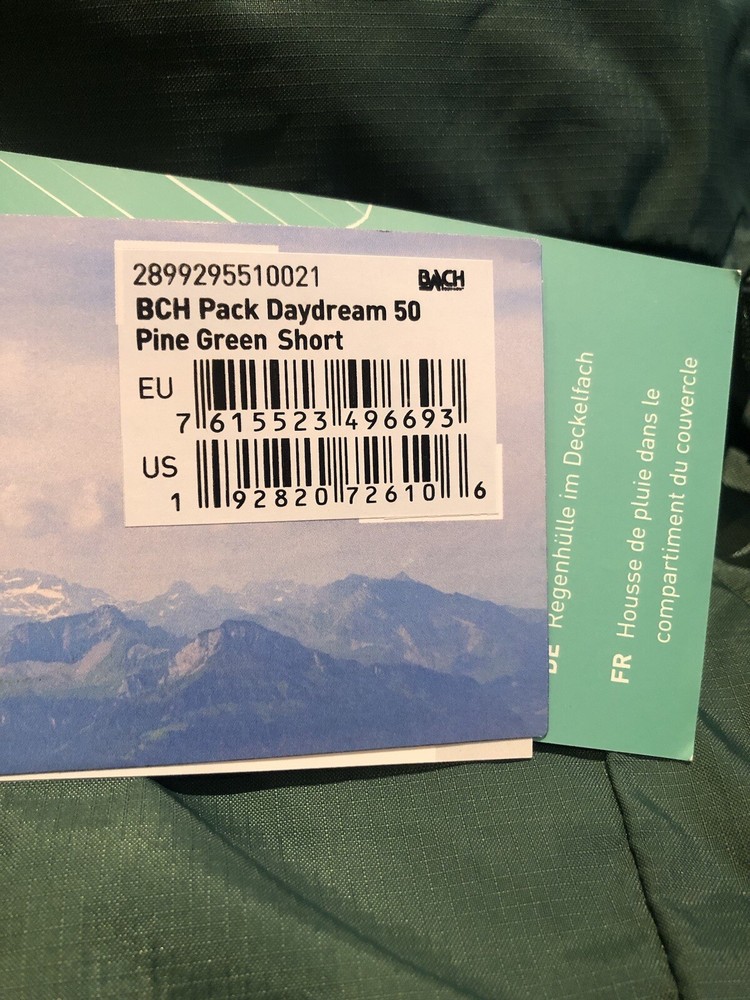 2899295510021
BACH
BCH Pack Daydream 50
Pine Green Short
EU
7 615523 496693
US
1 92820 72610 6
DE Regenhülle im Deckelfach
FR Housse de pluie dans le
compartiment du couvercle